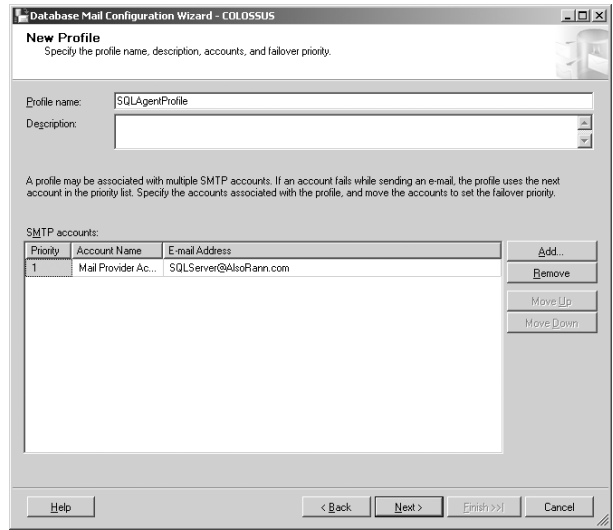 Database Mail Configuration Wizard - COLOSSUS
New Profile
Specify the profile name, description, accounts, and failover priority.
Profile name: SQLAgentProfile
Description:
A profile may be associated with multiple SMTP accounts. If an account fails while sending an e-mail, the profile uses the next
account in the priority list. Specify the accounts associated with the profile, and move the accounts to set the failover priority.
SMTP accounts:
Priority Account Name E-mail Address
1 Mail Provider Ac... SQLServer@AlsoRann.com
Add...
Remove
Move Up
Move Down
Help < Back Next > Finish >>| Cancel